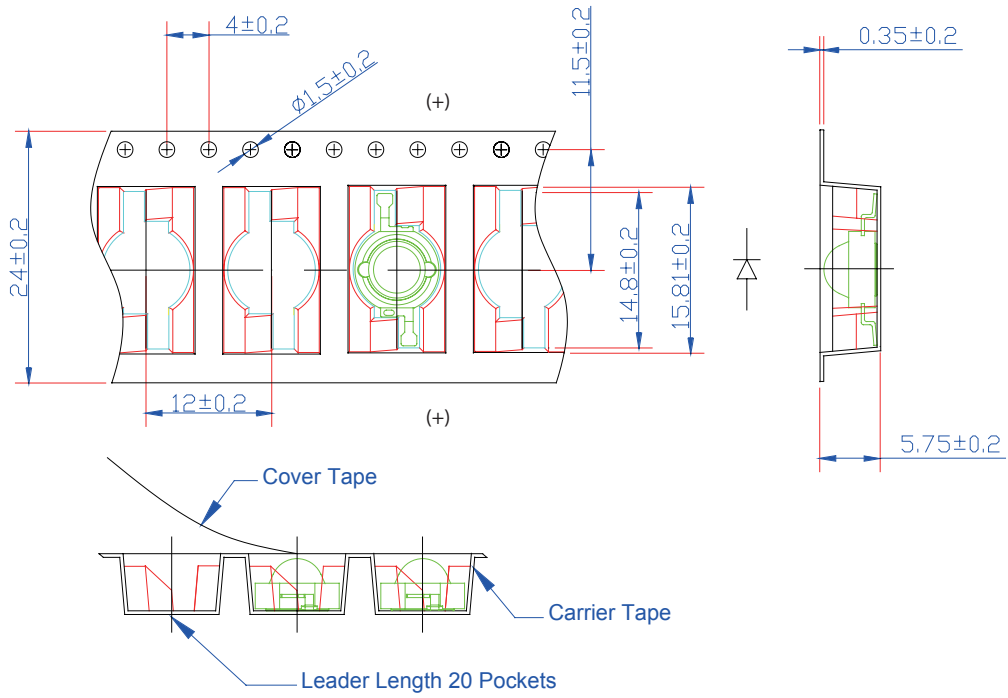 4±0,2
Ø1,5±0,2
(+)
11,5±0,2
0,35±0,2
24±0,2
14,8±0,2
15,81±0,2
12±0,2
(+)
5,75±0,2
Cover Tape
Carrier Tape
Leader Length 20 Pockets